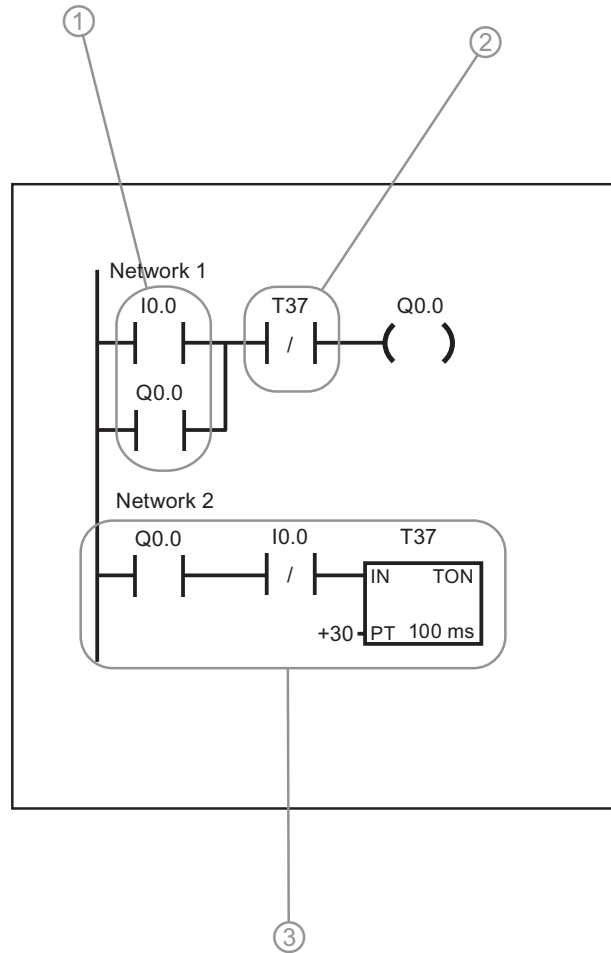 ①
②
Network 1
I0.0
T37
Q0.0
/
Q0.0
Network 2
Q0.0
I0.0
T37
/
IN TON
+30 PT 100 ms
③